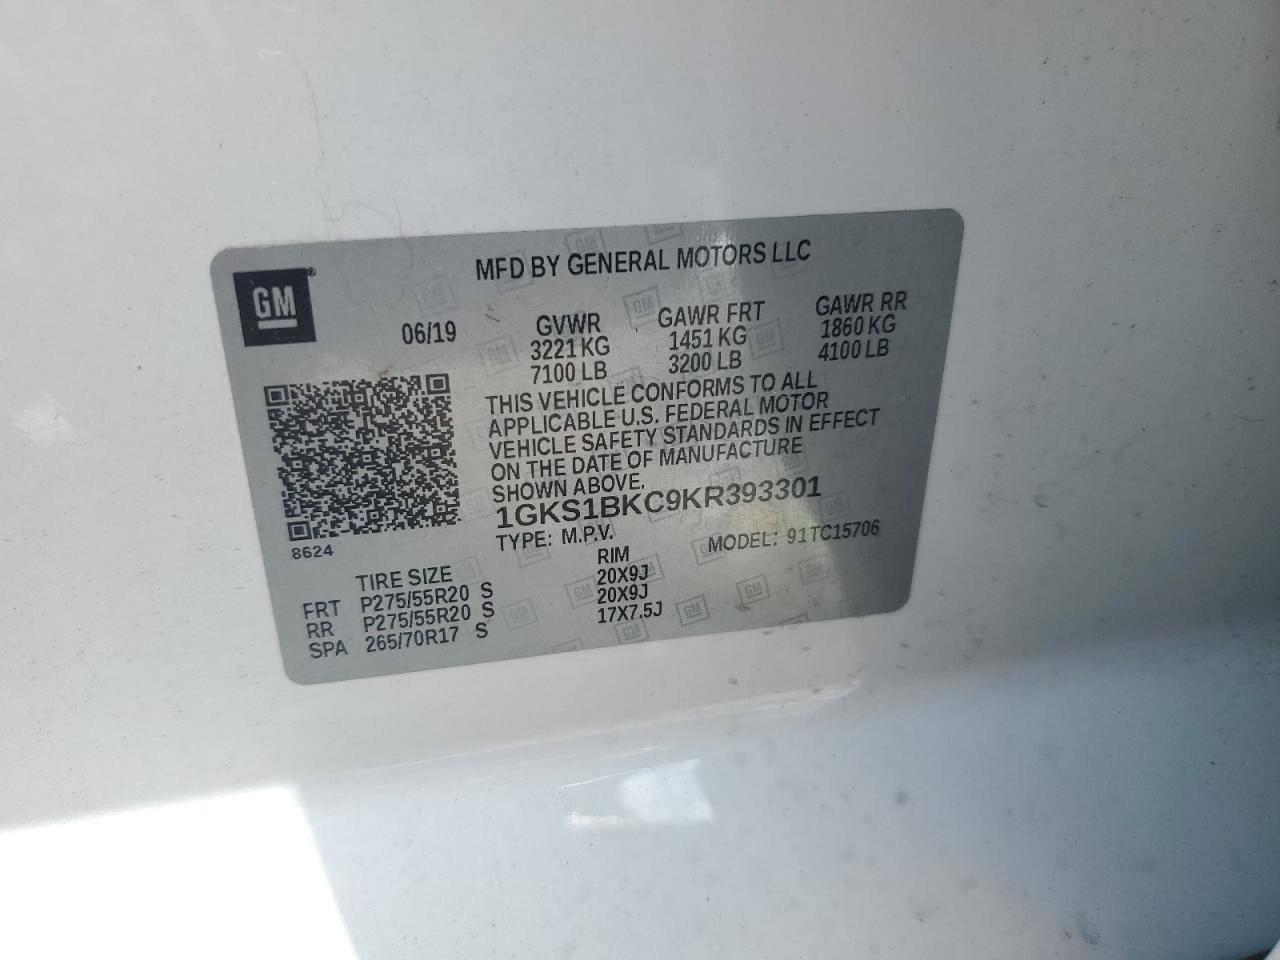 MFD BY GENERAL MOTORS LLC
GM®
06/19
GVWR GAWR FRT GAWR RR
3221 KG 1451 KG 1860 KG
7100 LB 3200 LB 4100 LB
THIS VEHICLE CONFORMS TO ALL
APPLICABLE U.S. FEDERAL MOTOR
VEHICLE SAFETY STANDARDS IN EFFECT
ON THE DATE OF MANUFACTURE
SHOWN ABOVE.
1GKS1BKC9KR393301
8624
TYPE: M.P.V. MODEL: 91TC15706
TIRE SIZE RIM
FRT P275/55R20 S 20X9J
RR P275/55R20 S 20X9J
SPA 265/70R17 S 17X7.5J